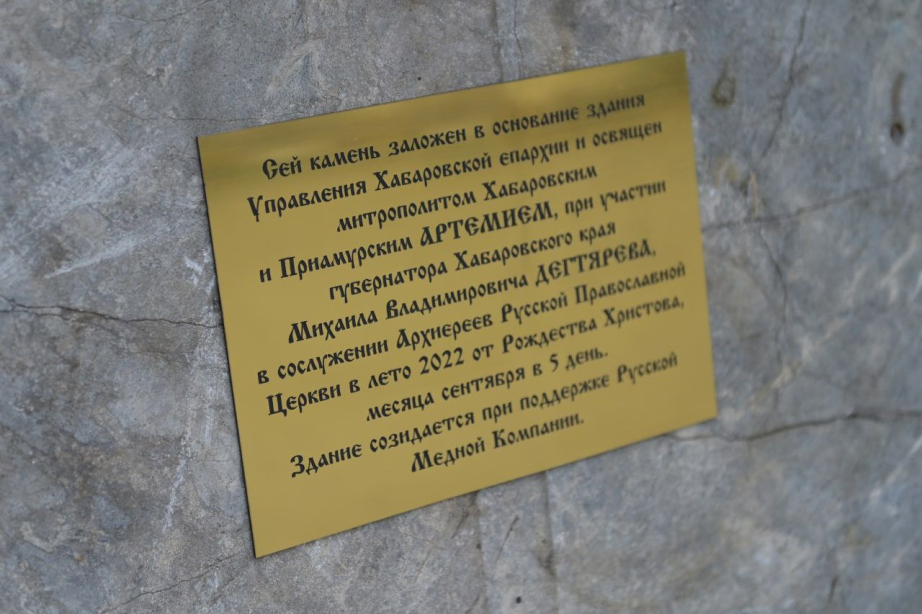 Сей камень заложен в основание здания
Управления Хабаровской епархии и освящен
митрополитом Хабаровским
и Приамурским АРТЕМИЕМ, при участии
губернатора Хабаровского края
Михаила Владимировича ДЕГТЯРЕВА,
в сослужении Архиереев Русской Православной
Церкви в лето 2022 от Рождества Христова,
месяца сентября в 5 день.
Здание созидается при поддержке Русской
Медной Компании.